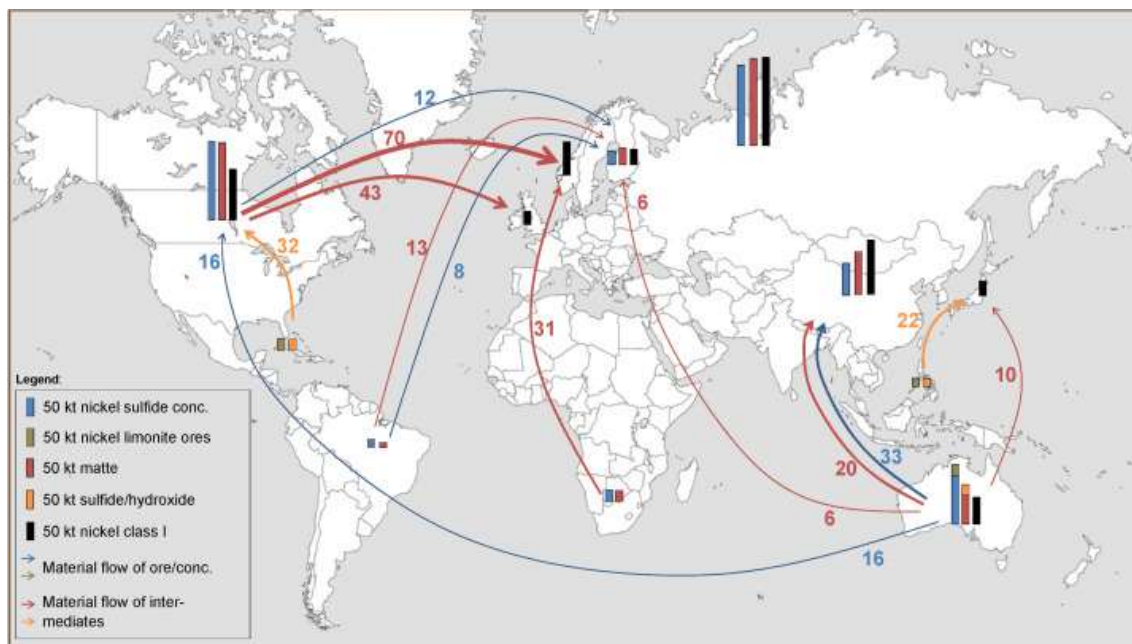 12
70
43
6
32
16
13
8
31
22
10
33
20
6
16
Legend:
50 kt nickel sulfide conc.
50 kt nickel limonite ores
50 kt matte
50 kt sulfide/hydroxide
50 kt nickel class I
Material flow of ore/conc.
Material flow of inter-
mediates